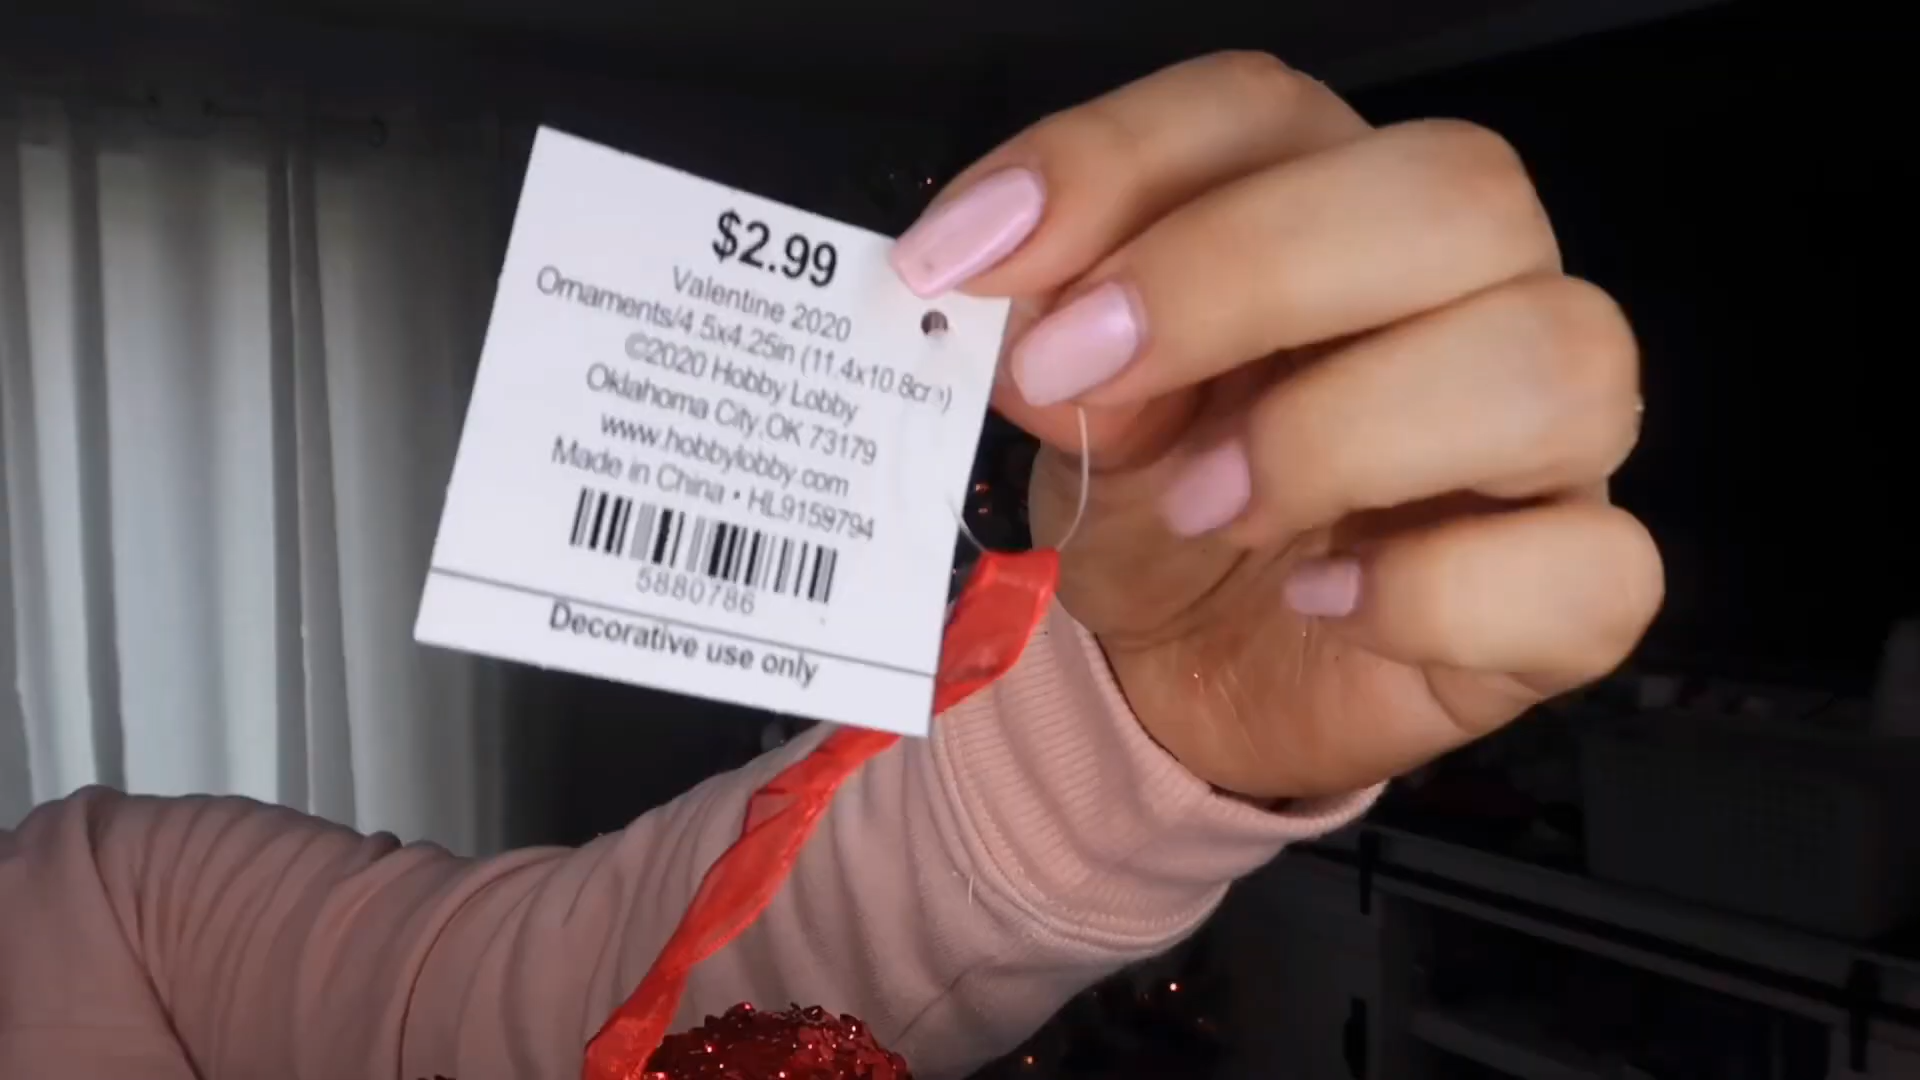 $2.99
Valentine 2020
Ornaments/4.5x4.25in (11.4x10.8cm)
©2020 Hobby Lobby
Oklahoma City, OK 73179
www.hobbylobby.com
Made in China • HL9159794
5880786
Decorative use only